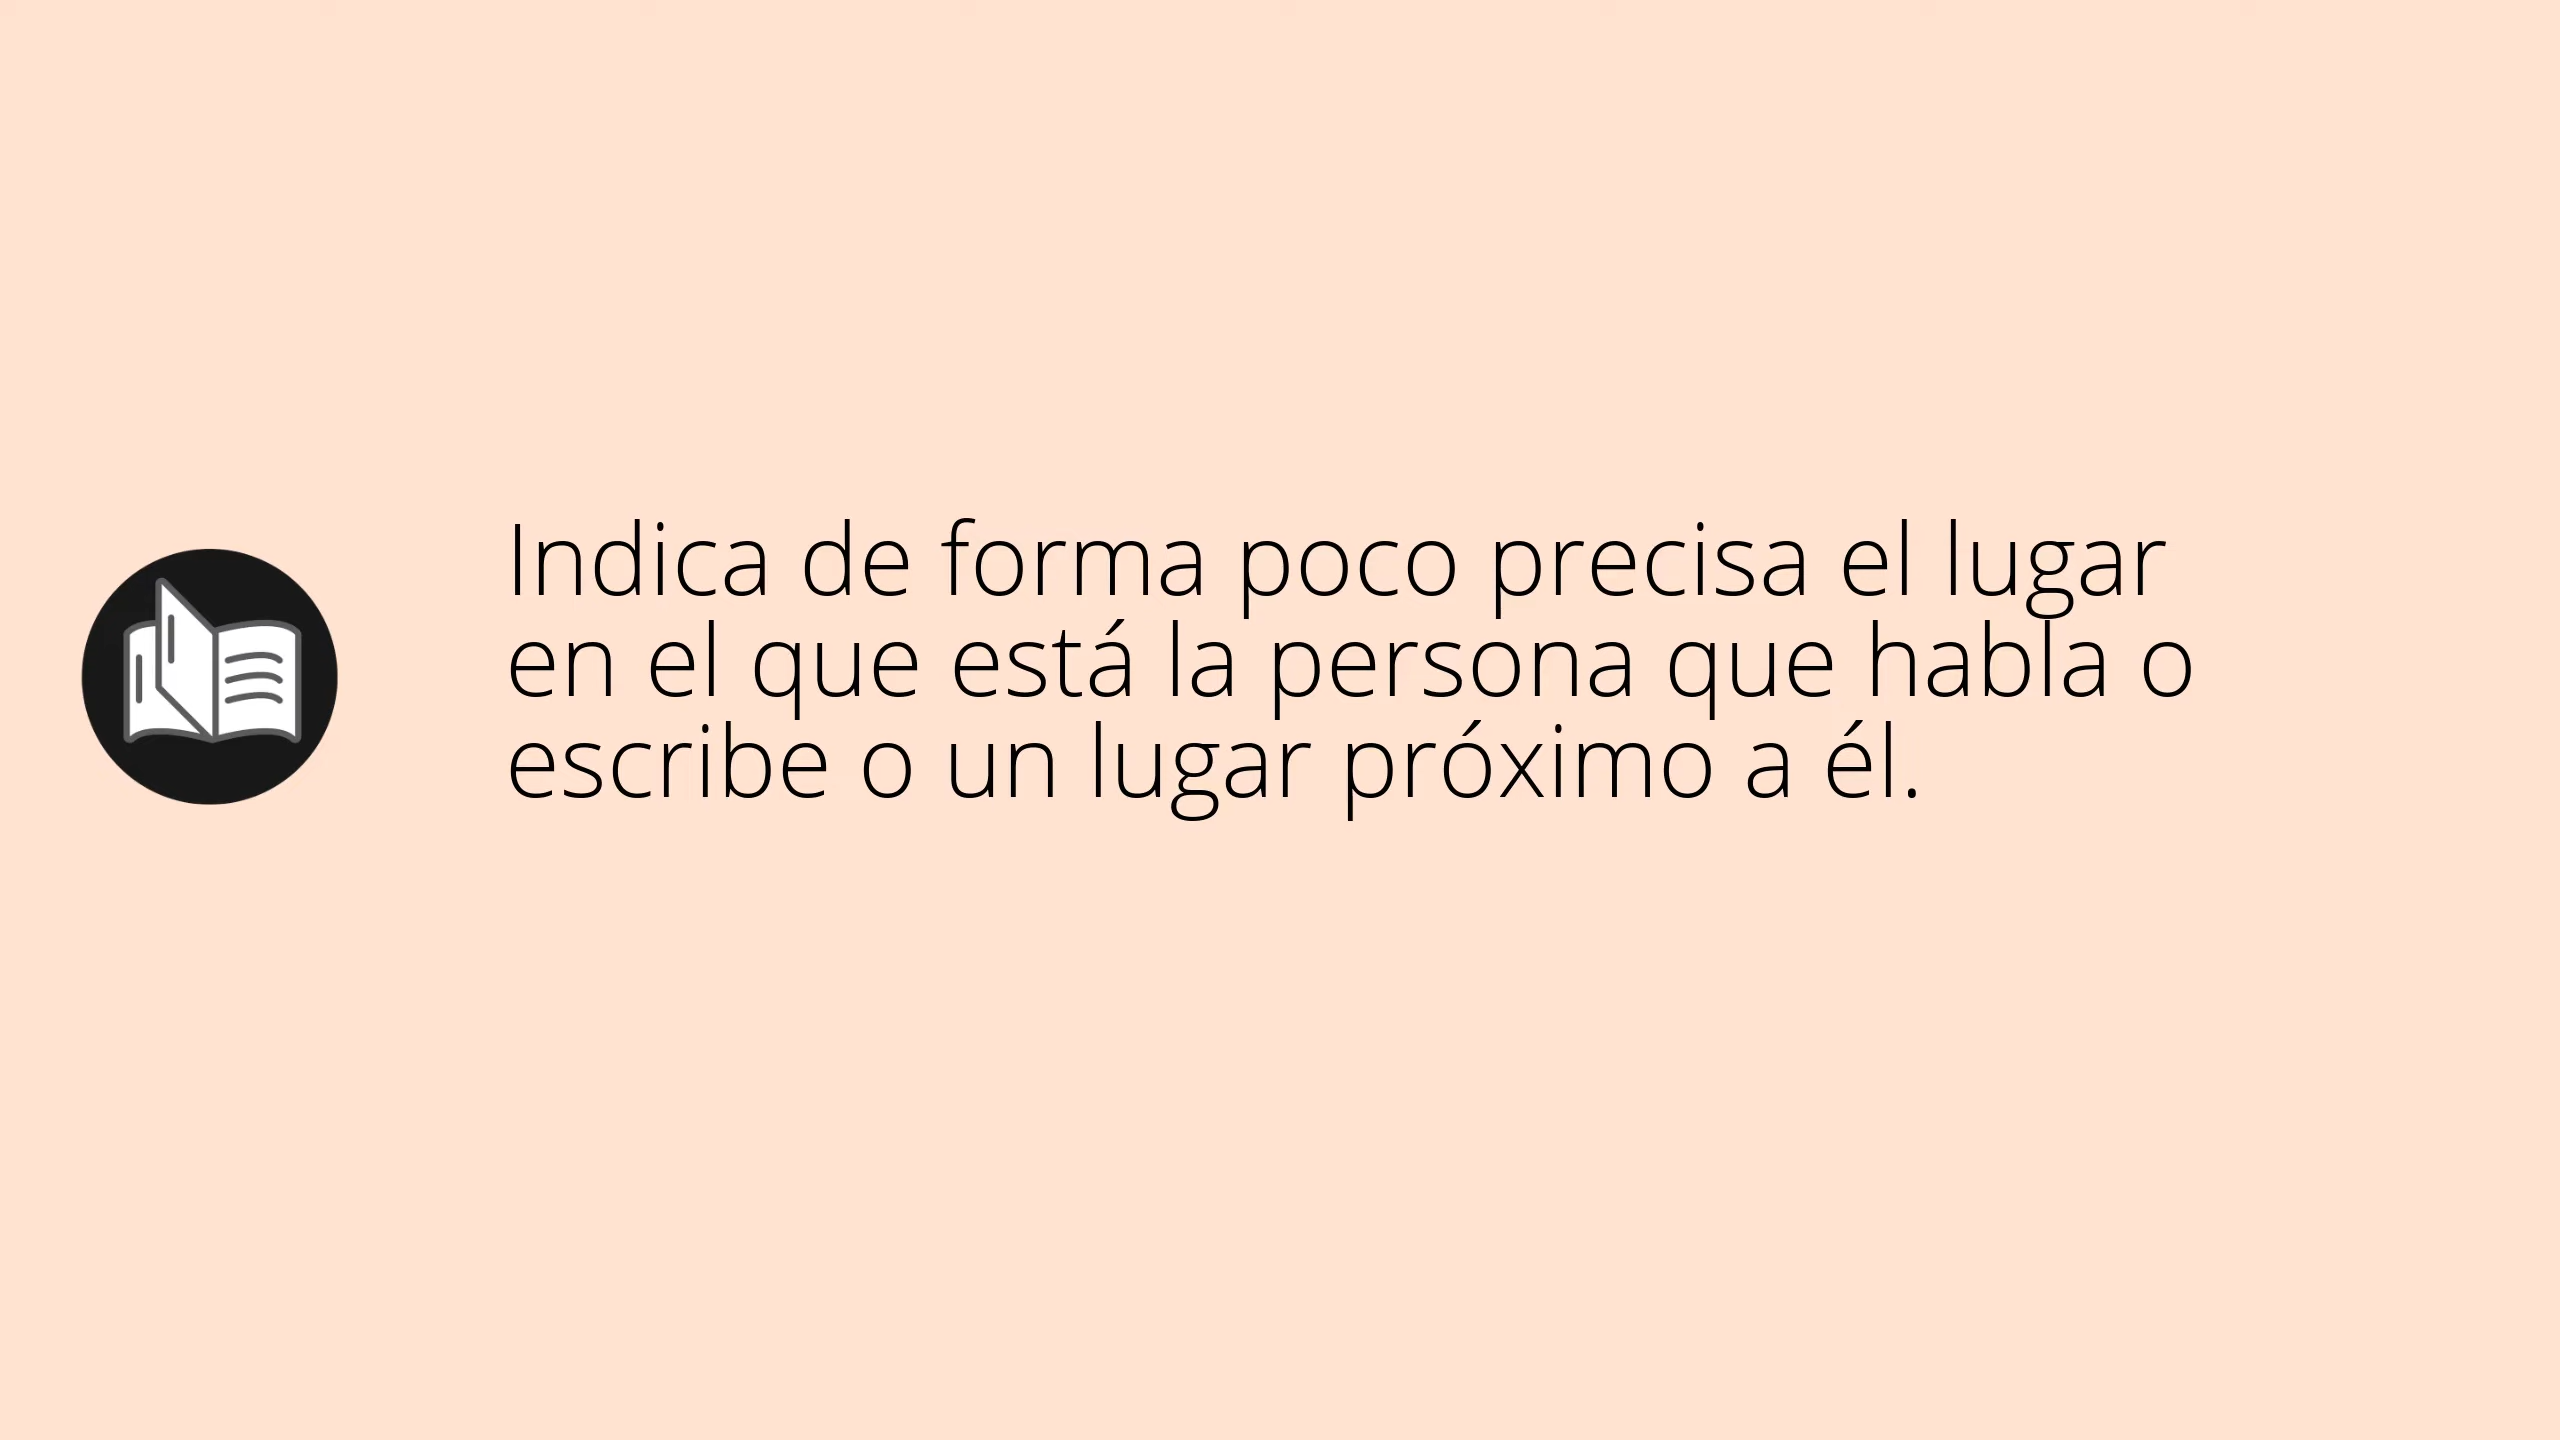 Indica de forma poco precisa el lugar
en el que está la persona que habla o
escribe o un lugar próximo a él.